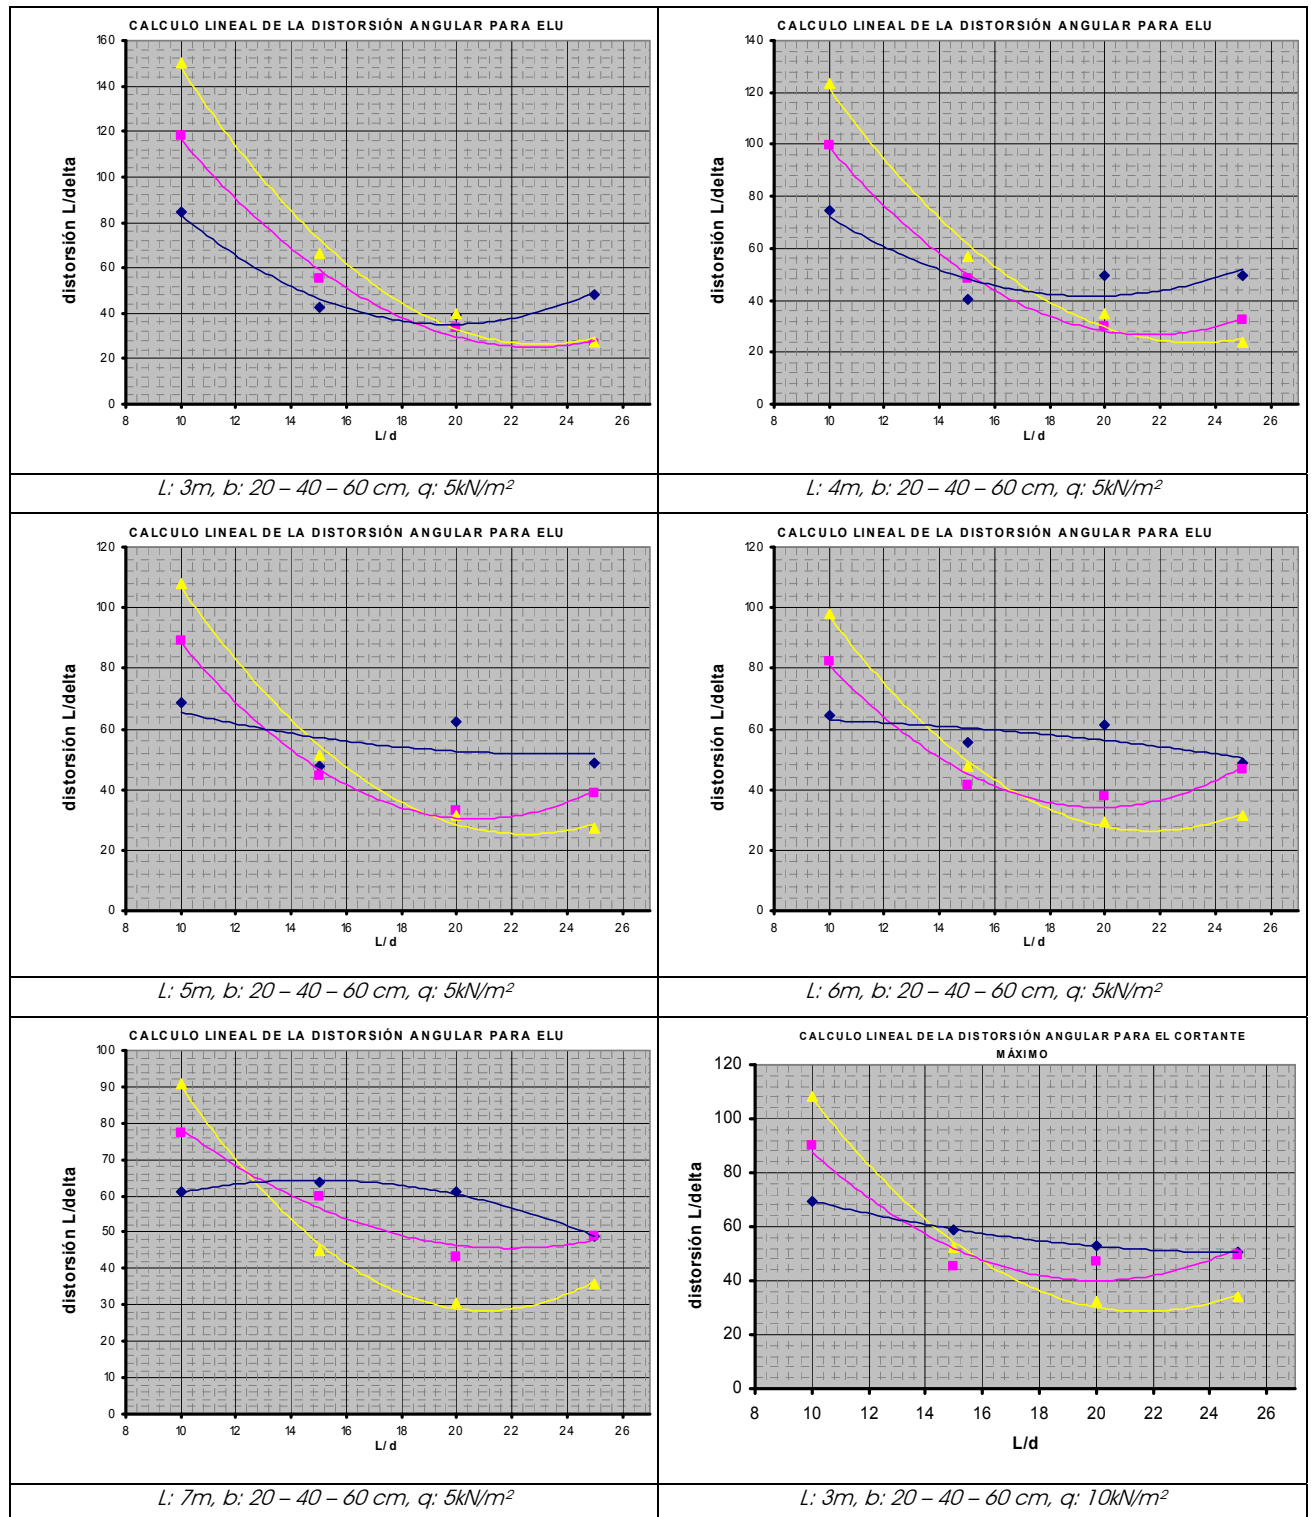 CALCULO LINEAL DE LA DISTORSIÓN ANGULAR PARA ELU
160
140
120
100
80
60
40
20
0
distorsión L/delta
8 10 12 14 16 18 20 22 24 26
L/ d
L: 3m, b: 20 – 40 – 60 cm, q: 5kN/m²
CALCULO LINEAL DE LA DISTORSIÓN ANGULAR PARA ELU
140
120
100
80
60
40
20
0
distorsión L/delta
8 10 12 14 16 18 20 22 24 26
L/ d
L: 4m, b: 20 – 40 – 60 cm, q: 5kN/m²
CALCULO LINEAL DE LA DISTORSIÓN ANGULAR PARA ELU
120
100
80
60
40
20
0
distorsión L/delta
8 10 12 14 16 18 20 22 24 26
L/ d
L: 5m, b: 20 – 40 – 60 cm, q: 5kN/m²
CALCULO LINEAL DE LA DISTORSIÓN ANGULAR PARA ELU
120
100
80
60
40
20
0
distorsión L/delta
8 10 12 14 16 18 20 22 24 26
L/ d
L: 6m, b: 20 – 40 – 60 cm, q: 5kN/m²
CALCULO LINEAL DE LA DISTORSIÓN ANGULAR PARA ELU
100
90
80
70
60
50
40
30
20
10
0
distorsión L/delta
8 10 12 14 16 18 20 22 24 26
L/ d
L: 7m, b: 20 – 40 – 60 cm, q: 5kN/m²
CALCULO LINEAL DE LA DISTORSIÓN ANGULAR PARA EL CORTANTE
MÁXIMO
120
100
80
60
40
20
0
distorsión L/delta
8 10 12 14 16 18 20 22 24 26
L/d
L: 3m, b: 20 – 40 – 60 cm, q: 10kN/m²